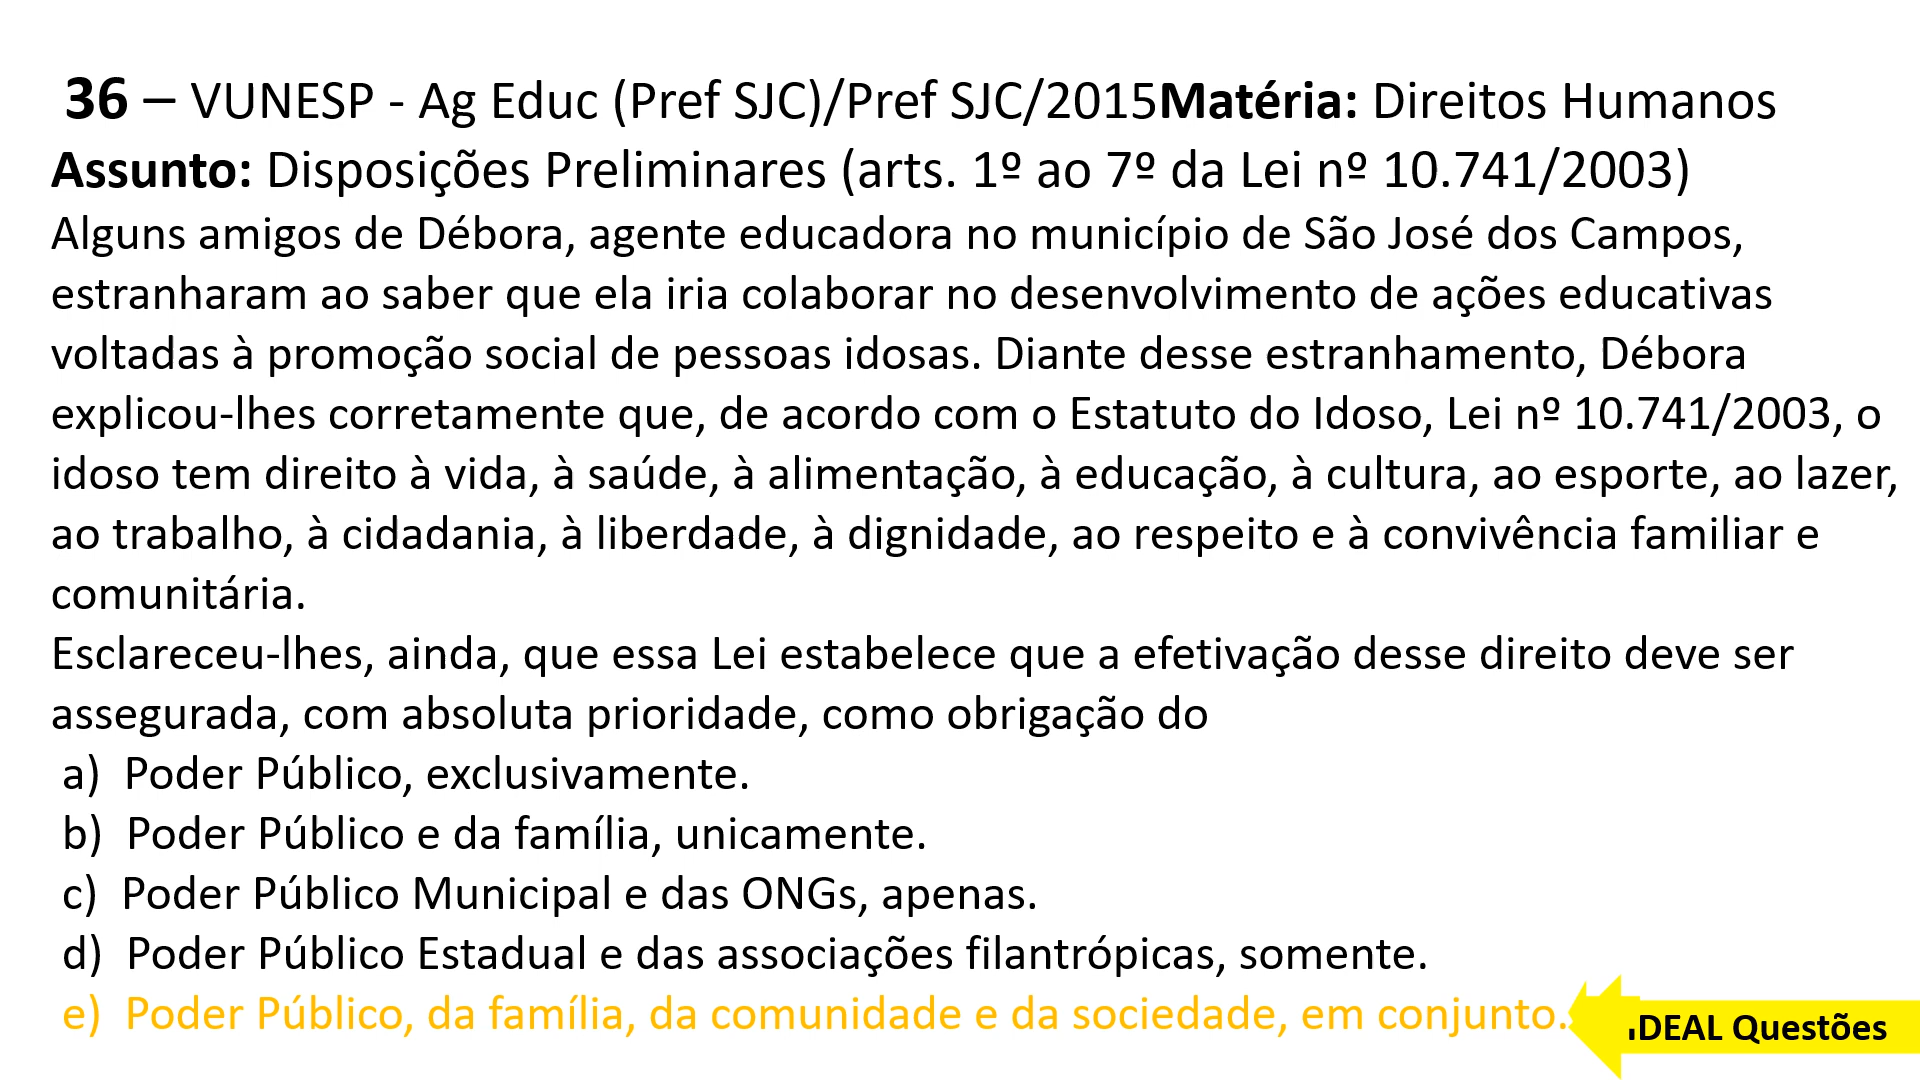 36 – VUNESP - Ag Educ (Pref SJC)/Pref SJC/2015Matéria: Direitos Humanos
Assunto: Disposições Preliminares (arts. 1º ao 7º da Lei nº 10.741/2003)
Alguns amigos de Débora, agente educadora no município de São José dos Campos,
estranharam ao saber que ela iria colaborar no desenvolvimento de ações educativas
voltadas à promoção social de pessoas idosas. Diante desse estranhamento, Débora
explicou-lhes corretamente que, de acordo com o Estatuto do Idoso, Lei nº 10.741/2003, o
idoso tem direito à vida, à saúde, à alimentação, à educação, à cultura, ao esporte, ao lazer,
ao trabalho, à cidadania, à liberdade, à dignidade, ao respeito e à convivência familiar e
comunitária.
Esclareceu-lhes, ainda, que essa Lei estabelece que a efetivação desse direito deve ser
assegurada, com absoluta prioridade, como obrigação do
a) Poder Público, exclusivamente.
b) Poder Público e da família, unicamente.
c) Poder Público Municipal e das ONGs, apenas.
d) Poder Público Estadual e das associações filantrópicas, somente.
e) Poder Público, da família, da comunidade e da sociedade, em conjunto.
IDEAL Questões